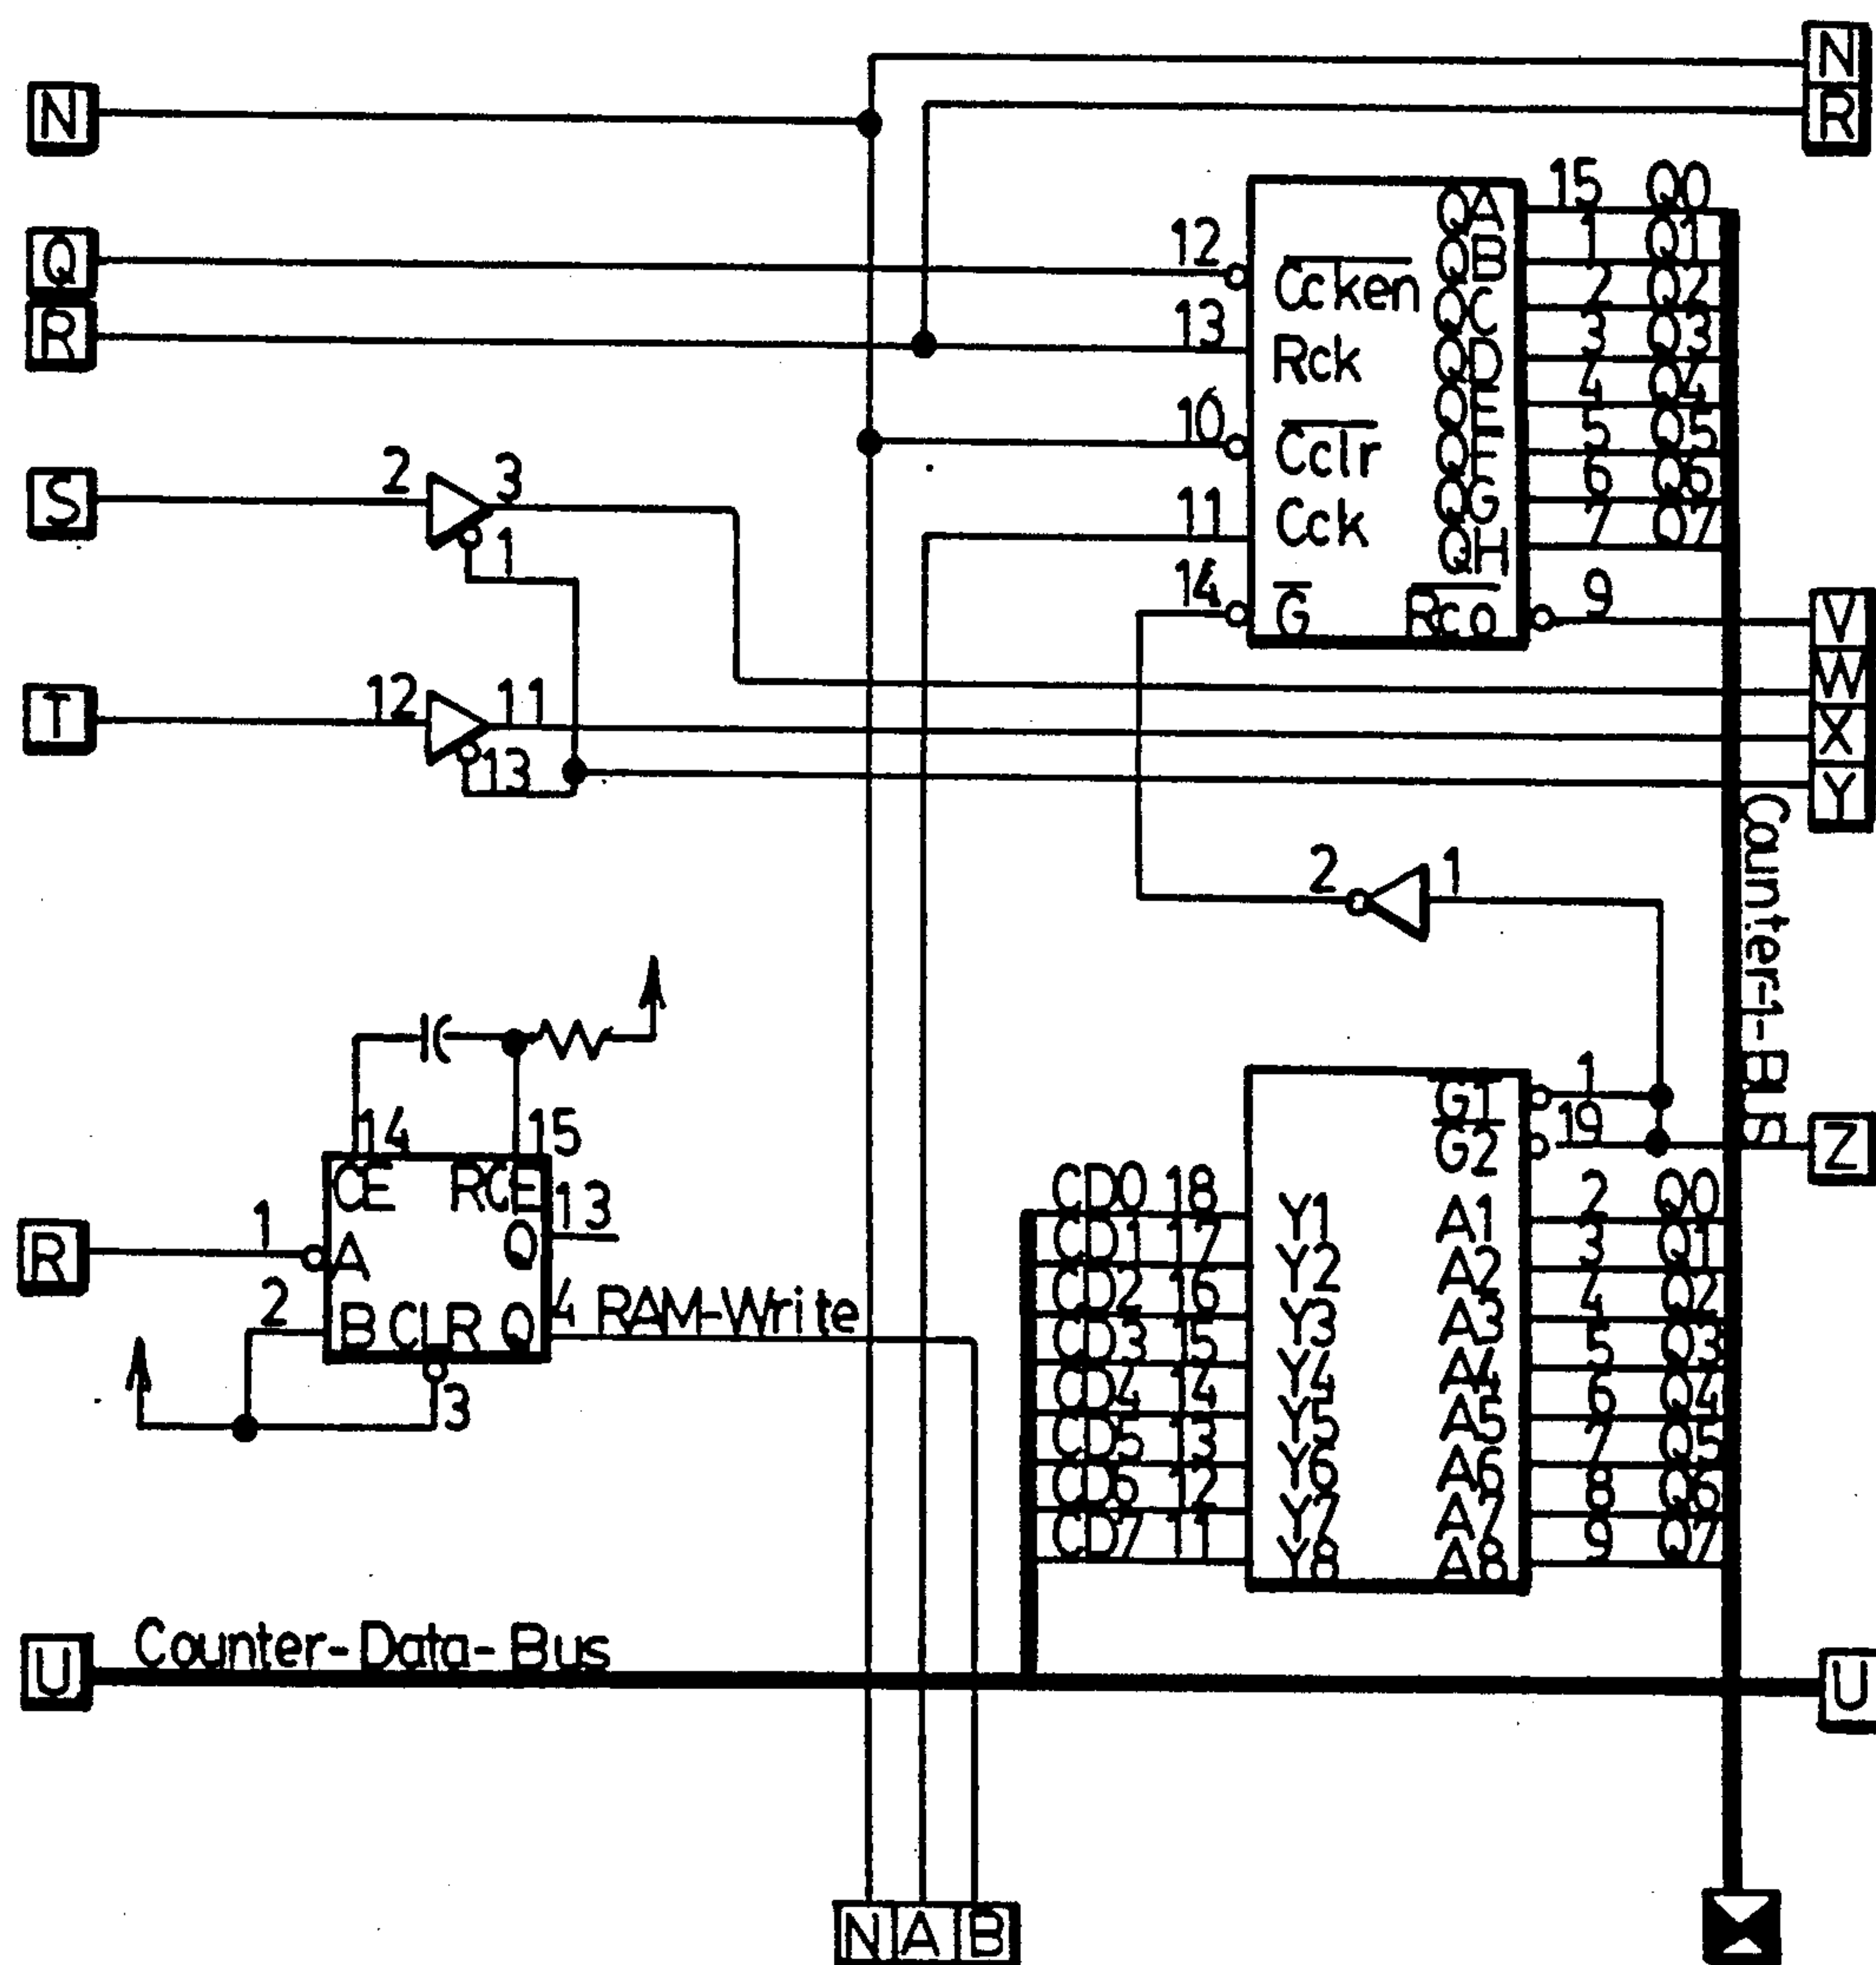 N
N
R
Q
R
S
T
12
13
10
11
14
Ccken
Rck
Cclr
Cck
G
QA
QB
QC
QD
QE
QF
QG
QH
Rco
15 Q0
1 Q1
2 Q2
3 Q3
4 Q4
5 Q5
6 Q6
7 Q7
9
2
3
1
12
11
13
V
W
X
Y
Counter-1-BUS
2
1
14
15
CE RCE
13
1
R
A Q
2
4 RAM-Write
B CLR Q
3
G1
G2
1
19
Z
CD0 18 Y1 A1 2 Q0
CD1 17 Y2 A2 3 Q1
CD2 16 Y3 A3 4 Q2
CD3 15 Y4 A4 5 Q3
CD4 14 Y5 A5 6 Q4
CD5 13 Y6 A6 7 Q5
CD6 12 Y7 A7 8 Q6
CD7 11 Y8 A8 9 Q7
U Counter-Data-Bus
U
N A B